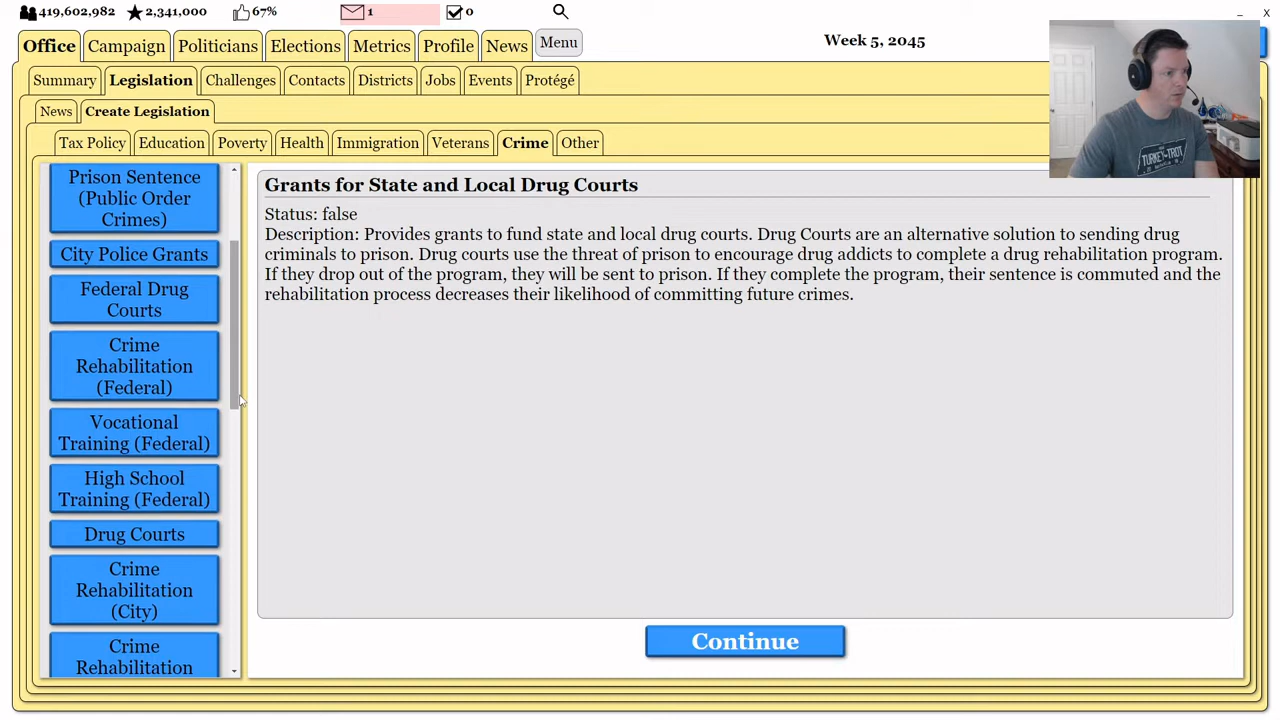 419,602,982 2,341,000 67% 1 0
Office Campaign Politicians Elections Metrics Profile News Menu Week 5, 2045
Summary Legislation Challenges Contacts Districts Jobs Events Protégé
News Create Legislation
Tax Policy Education Poverty Health Immigration Veterans Crime Other
Prison Sentence
(Public Order
Crimes)
City Police Grants
Federal Drug
Courts
Crime
Rehabilitation
(Federal)
Vocational
Training (Federal)
High School
Training (Federal)
Drug Courts
Crime
Rehabilitation
(City)
Crime
Rehabilitation
Grants for State and Local Drug Courts
Status: false
Description: Provides grants to fund state and local drug courts. Drug Courts are an alternative solution to sending drug
criminals to prison. Drug courts use the threat of prison to encourage drug addicts to complete a drug rehabilitation program.
If they drop out of the program, they will be sent to prison. If they complete the program, their sentence is commuted and the
rehabilitation process decreases their likelihood of committing future crimes.
Continue
TURKEY-TROT